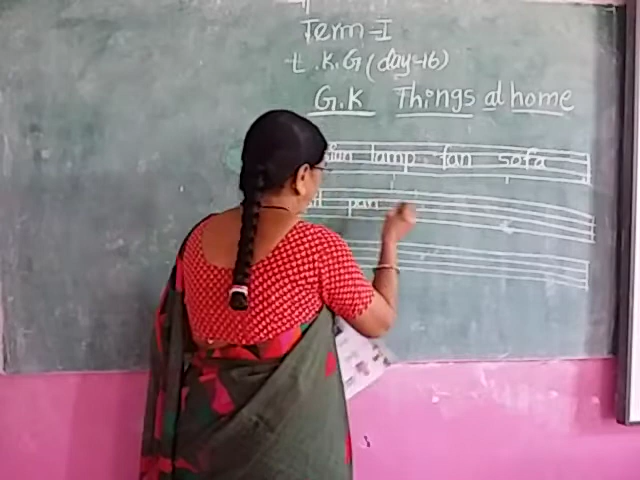 Term-I
L.K.G (day-16)
G.K Things at home
lamp fan sofa
pan